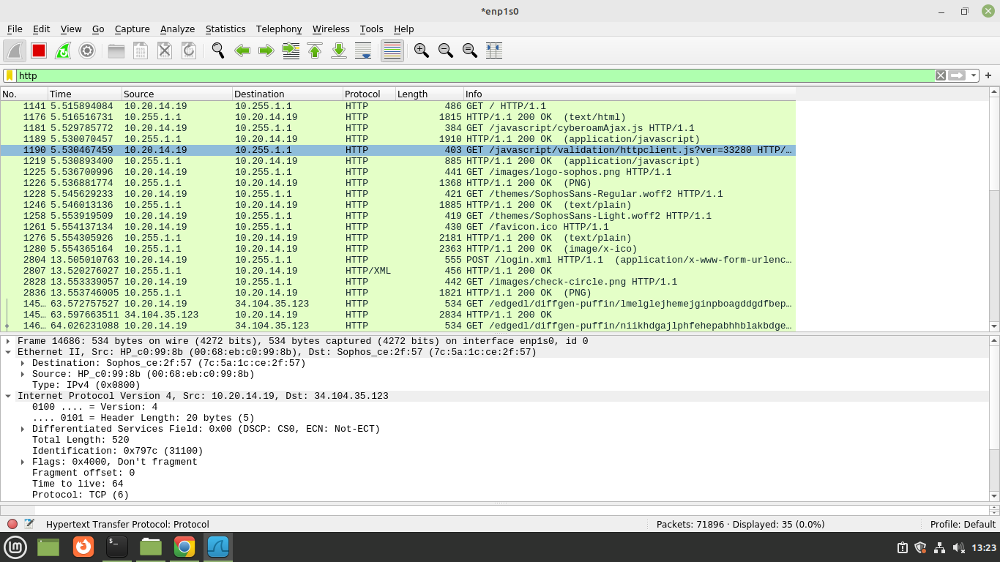 *enp1s0
File Edit View Go Capture Analyze Statistics Telephony Wireless Tools Help
http
No. Time Source Destination Protocol Length Info
1141 5.515894084 10.20.14.19 10.255.1.1 HTTP 486 GET / HTTP/1.1
1176 5.516516731 10.255.1.1 10.20.14.19 HTTP 1815 HTTP/1.1 200 OK (text/html)
1181 5.529785772 10.20.14.19 10.255.1.1 HTTP 384 GET /javascript/cyberoamAjax.js HTTP/1.1
1189 5.530070457 10.255.1.1 10.20.14.19 HTTP 1910 HTTP/1.1 200 OK (application/javascript)
1190 5.530467459 10.20.14.19 10.255.1.1 HTTP 403 GET /javascript/validation/httpclient.js?ver=33280 HTTP/…
1219 5.530893400 10.255.1.1 10.20.14.19 HTTP 885 HTTP/1.1 200 OK (application/javascript)
1225 5.536700996 10.20.14.19 10.255.1.1 HTTP 441 GET /images/logo-sophos.png HTTP/1.1
1226 5.536881774 10.255.1.1 10.20.14.19 HTTP 1368 HTTP/1.1 200 OK (PNG)
1228 5.545629233 10.20.14.19 10.255.1.1 HTTP 421 GET /themes/SophosSans-Regular.woff2 HTTP/1.1
1246 5.546013136 10.255.1.1 10.20.14.19 HTTP 1885 HTTP/1.1 200 OK (text/plain)
1258 5.553919509 10.20.14.19 10.255.1.1 HTTP 419 GET /themes/SophosSans-Light.woff2 HTTP/1.1
1261 5.554137134 10.20.14.19 10.255.1.1 HTTP 430 GET /favicon.ico HTTP/1.1
1276 5.554305926 10.255.1.1 10.20.14.19 HTTP 2181 HTTP/1.1 200 OK (text/plain)
1280 5.554365164 10.255.1.1 10.20.14.19 HTTP 2363 HTTP/1.1 200 OK (image/x-ico)
2804 13.505010763 10.20.14.19 10.255.1.1 HTTP 555 POST /login.xml HTTP/1.1 (application/x-www-form-urlenc…
2807 13.520276027 10.255.1.1 10.20.14.19 HTTP/XML 456 HTTP/1.1 200 OK
2828 13.553339057 10.20.14.19 10.255.1.1 HTTP 442 GET /images/check-circle.png HTTP/1.1
2836 13.553746005 10.255.1.1 10.20.14.19 HTTP 1821 HTTP/1.1 200 OK (PNG)
145… 63.572757527 10.20.14.19 34.104.35.123 HTTP 534 GET /edgedl/diffgen-puffin/lmelglejhemejginpboagddgdfbep…
145… 63.597663511 34.104.35.123 10.20.14.19 HTTP 2834 HTTP/1.1 200 OK
146… 64.026231088 10.20.14.19 34.104.35.123 HTTP 534 GET /edgedl/diffgen-puffin/niikhdgajlphfehepabhhblakbdge…
Frame 14686: 534 bytes on wire (4272 bits), 534 bytes captured (4272 bits) on interface enp1s0, id 0
Ethernet II, Src: HP_c0:99:8b (00:68:eb:c0:99:8b), Dst: Sophos_ce:2f:57 (7c:5a:1c:ce:2f:57)
Destination: Sophos_ce:2f:57 (7c:5a:1c:ce:2f:57)
Source: HP_c0:99:8b (00:68:eb:c0:99:8b)
Type: IPv4 (0x0800)
Internet Protocol Version 4, Src: 10.20.14.19, Dst: 34.104.35.123
0100 .... = Version: 4
.... 0101 = Header Length: 20 bytes (5)
Differentiated Services Field: 0x00 (DSCP: CS0, ECN: Not-ECT)
Total Length: 520
Identification: 0x797c (31100)
Flags: 0x4000, Don't fragment
Fragment offset: 0
Time to live: 64
Protocol: TCP (6)
Hypertext Transfer Protocol: Protocol Packets: 71896 · Displayed: 35 (0.0%) Profile: Default
13:23